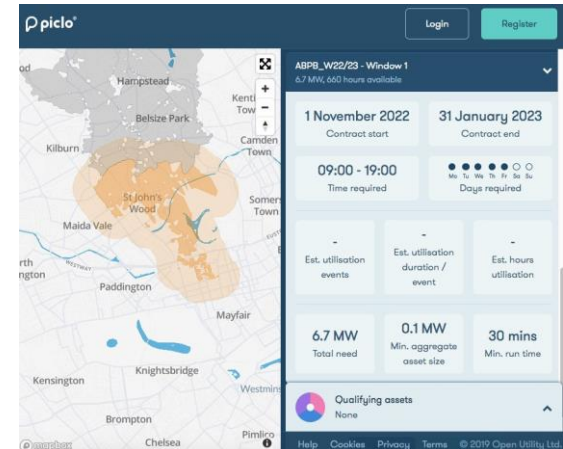 piclo
Login
Register
Hampstead
Kenti
Tow
Belsize Park
Kilburn
Camden
Town
St John's
Wood
Somers
Town
Maida Vale
WESTWAY
Paddington
Mayfair
Knightsbridge
Kensington
Westmins
Brompton
Chelsea
Pimlico
mapbox
ABPB_W22/23 - Window 1
6.7 MW, 660 hours available
1 November 2022
Contract start
31 January 2023
Contract end
09:00 - 19:00
Time required
Mo Tu We Th Fr Sa Su
Days required
-
Est. utilisation
events
-
Est. utilisation
duration /
event
-
Est. hours
utilisation
6.7 MW
Total need
0.1 MW
Min. aggregate
asset size
30 mins
Min. run time
Qualifying assets
None
Help Cookies Privacy Terms © 2019 Open Utility Ltd.